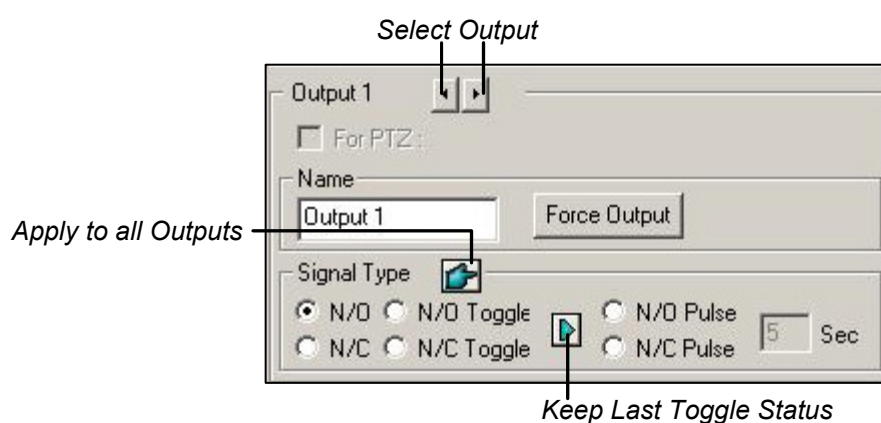 Select Output
Output 1
For PTZ :
Name
Output 1 Force Output
Apply to all Outputs
Signal Type
N/O N/O Toggle N/O Pulse
N/C N/C Toggle N/C Pulse
5 Sec
Keep Last Toggle Status